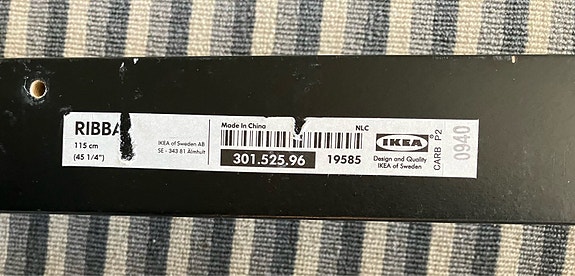 RIBBA
115 cm
(45 1/4")
IKEA of Sweden AB
SE - 343 81 Älmhult
Made in China
NLC
301.525.96
19585
IKEA®
Design and Quality
IKEA of Sweden
CARB P2
0940